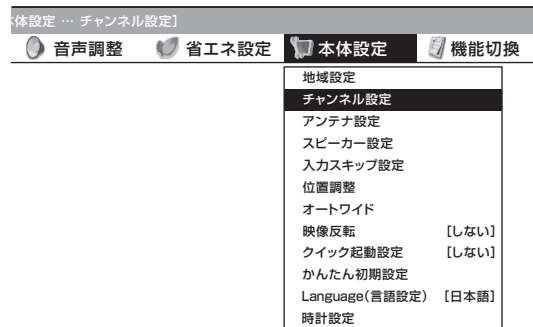 体設定 … チャンネル設定]
音声調整 省エネ設定 本体設定 機能切換
地域設定
チャンネル設定
アンテナ設定
スピーカー設定
入力スキップ設定
位置調整
オートワイド
映像反転 [しない]
クイック起動設定 [しない]
かんたん初期設定
Language(言語設定) [日本語]
時計設定